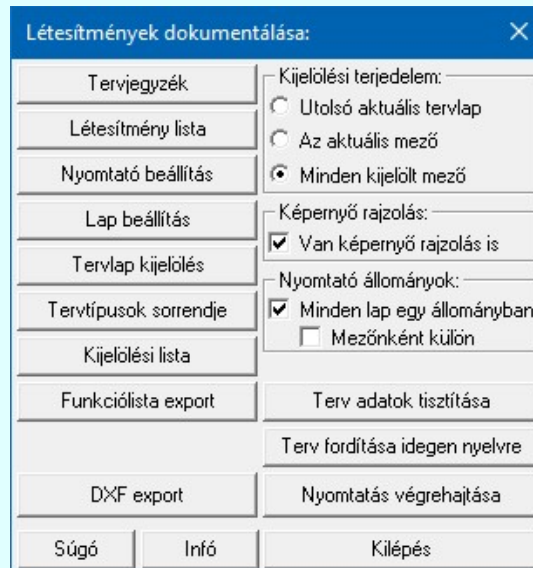 Létesítmények dokumentálása:
Tervjegyzék
Létesítmény lista
Nyomtató beállítás
Lap beállítás
Tervlap kijelölés
Tervtípusok sorrendje
Kijelölési lista
Funkciólista export
DXF export
Súgó
Infó
Kijelölési terjedelem:
Utolsó aktuális tervlap
Az aktuális mező
Minden kijelölt mező
Képernyő rajzolás:
Van képernyő rajzolás is
Nyomtató állományok:
Minden lap egy állományban
Mezőnként külön
Terv adatok tisztítása
Terv fordítása idegen nyelvre
Nyomtatás végrehajtása
Kilépés